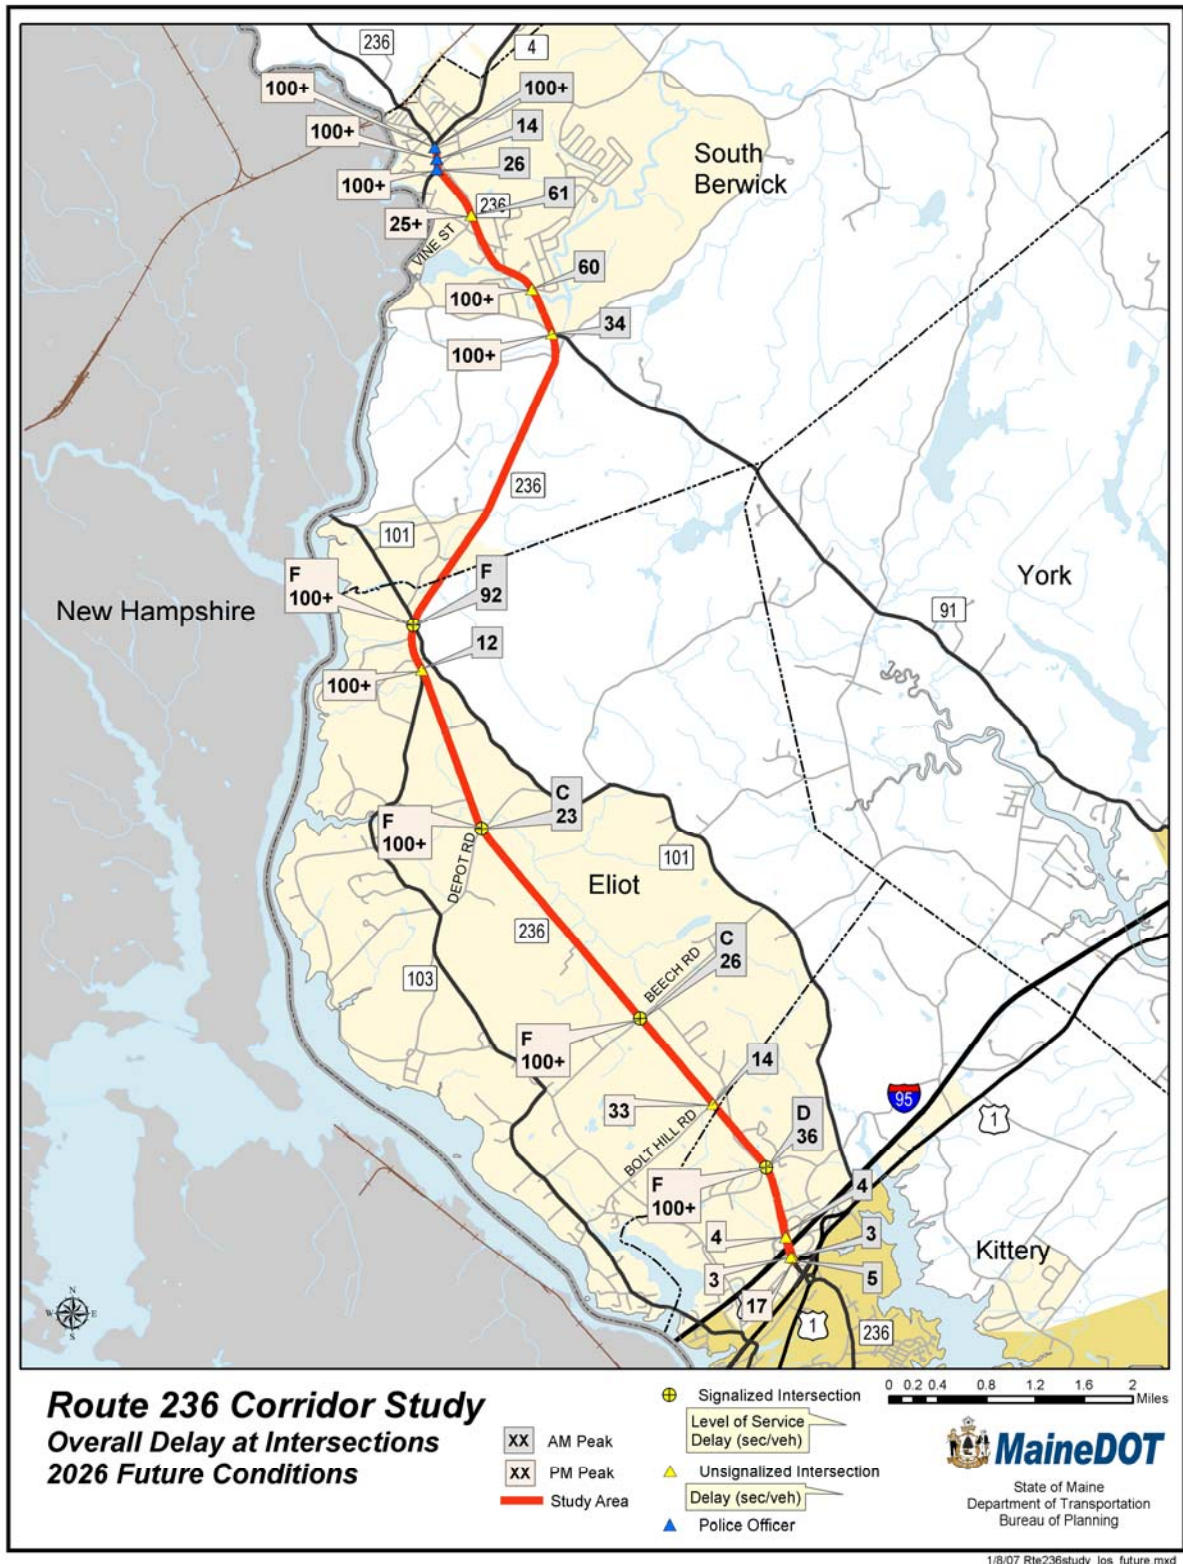 236
4
100+
100+
100+
14
South
Berwick
100+
26
61
236
25+
VINE ST
60
100+
34
100+
236
101
F
100+
F
92
York
New Hampshire
91
12
100+
C
23
F
100+
DEPOT RD
101
Eliot
236
C
26
BEECH RD
103
F
100+
14
95
33
D
36
1
BOLT HILL RD
F
100+
4
4
3
Kittery
3
5
17
1
236
N
W E
S
Route 236 Corridor Study
Overall Delay at Intersections
2026 Future Conditions
XX AM Peak
XX PM Peak
Study Area
Signalized Intersection
Level of Service
Delay (sec/veh)
Unsignalized Intersection
Delay (sec/veh)
Police Officer
0 0.2 0.4 0.8 1.2 1.6 2
Miles
MaineDOT
State of Maine
Department of Transportation
Bureau of Planning
1/8/07 Rte236study_los_future.mxd